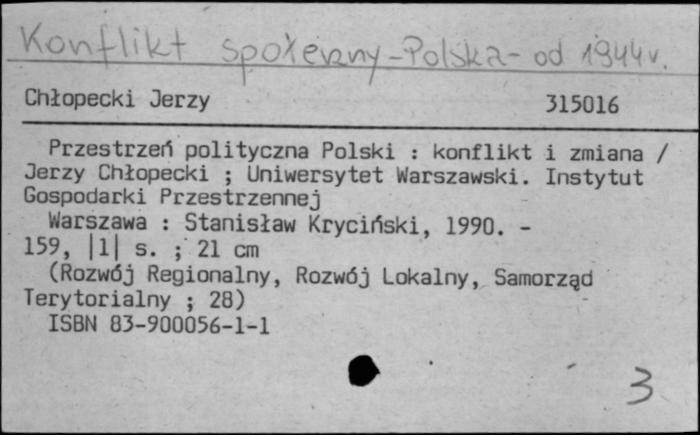 Konflikt społeczny - Polska - od 1944 r.
Chłopecki Jerzy 315016
Przestrzeń polityczna Polski : konflikt i zmiana /
Jerzy Chłopecki ; Uniwersytet Warszawski. Instytut
Gospodarki Przestrzennej
Warszawa : Stanisław Kryciński, 1990. -
159, |1| s. ; 21 cm
(Rozwój Regionalny, Rozwój Lokalny, Samorząd
Terytorialny ; 28)
ISBN 83-900056-1-1
3